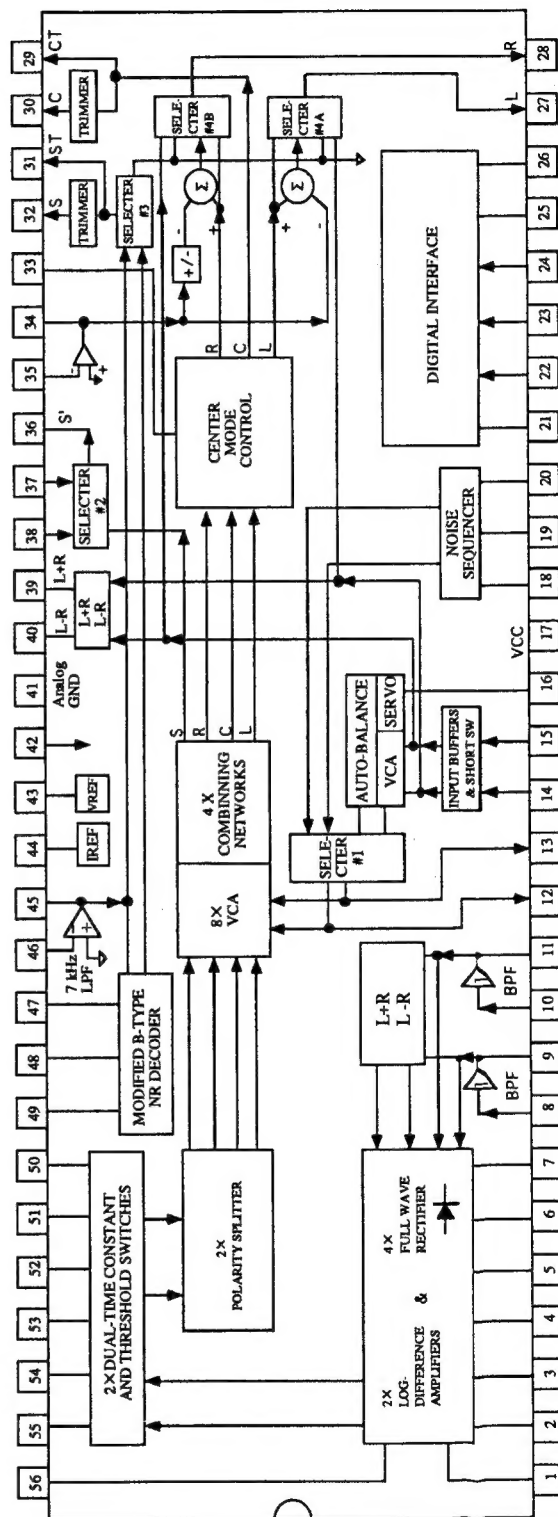 56
55
54
53
52
51
50
49
48
47
46
45
44
43
42
41
40
39
38
37
36
35
34
33
32
31
30
29
7 kHz
LPF
+
IREF
VREF
Analog
GND
L-R
L+R
L+R
L-R
SELECTER
#2
S'
-
+
S
ST
C
CT
TRIMMER
TRIMMER
SELECTER
#3
2× DUAL-TIME CONSTANT
AND THRESHOLD SWITCHES
MODIFIED B-TYPE
NR DECODER
2×
POLARITY SPLITTER
8×
VCA
4 X
COMBINNING
NETWORKS
S
R
C
L
CENTER
MODE
CONTROL
R
C
L
+/-
-
+
Σ
+
-
Σ
SELE-
CTER
#4B
SELE-
CTER
#4A
R
L
2×
LOG-
DIFFERENCE
AMPLIFIERS
&
4×
FULL WAVE
RECTIFIER
L+R
L-R
BPF
BPF
SELE-
CTER
#1
AUTO-BALANCE
VCA
SERVO
INPUT BUFFERS
& SHORT SW
VCC
NOISE
SEQUENCER
DIGITAL INTERFACE
1
2
3
4
5
6
7
8
9
10
11
12
13
14
15
16
17
18
19
20
21
22
23
24
25
26
27
28